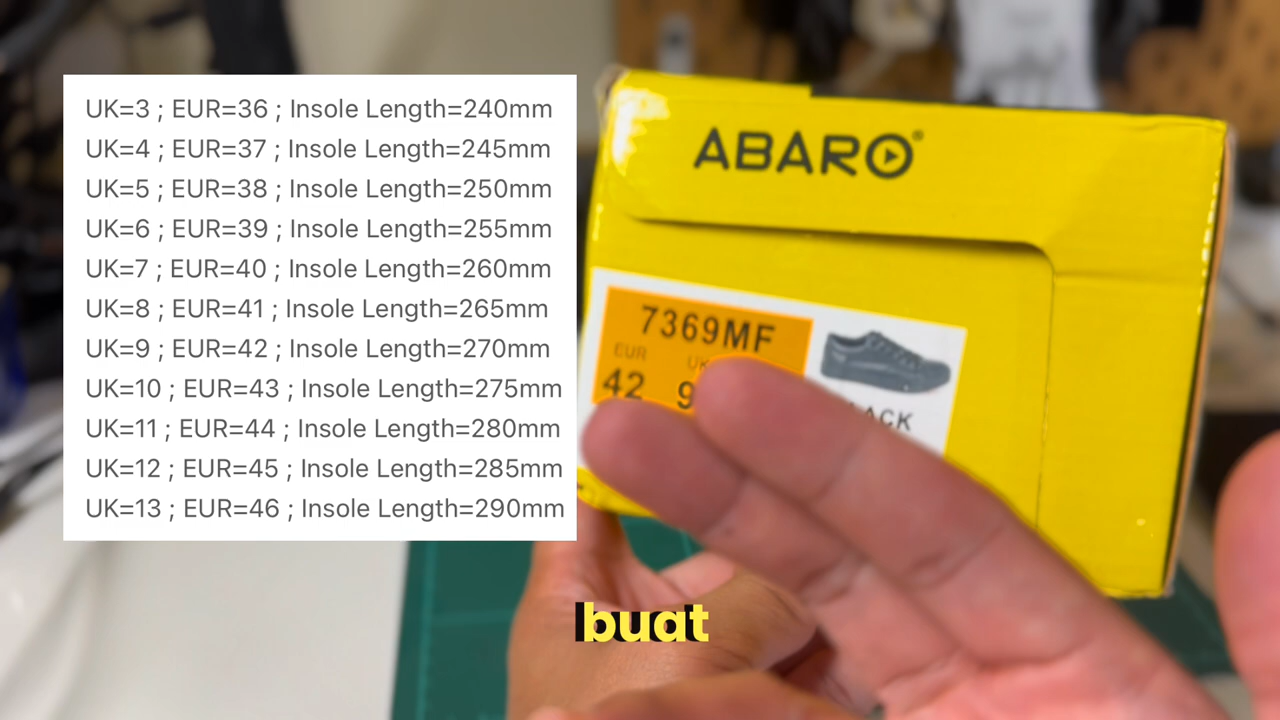 UK=3 ; EUR=36 ; Insole Length=240mm
UK=4 ; EUR=37 ; Insole Length=245mm
UK=5 ; EUR=38 ; Insole Length=250mm
UK=6 ; EUR=39 ; Insole Length=255mm
UK=7 ; EUR=40 ; Insole Length=260mm
UK=8 ; EUR=41 ; Insole Length=265mm
UK=9 ; EUR=42 ; Insole Length=270mm
UK=10 ; EUR=43 ; Insole Length=275mm
UK=11 ; EUR=44 ; Insole Length=280mm
UK=12 ; EUR=45 ; Insole Length=285mm
UK=13 ; EUR=46 ; Insole Length=290mm
ABARO®
7369MF
EUR UK
42 9
buat